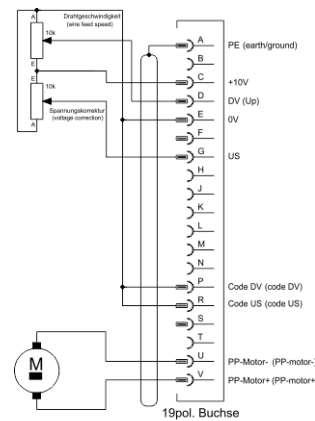 Drahtgeschwindigkeit
(wire feed speed)
A
10k
E
E
10k
Spannungskorrektur
(voltage correction)
A
A PE (earth/ground)
B
C +10V
D DV (Up)
E 0V
F
G US
H
J
K
L
M
N
P Code DV (code DV)
R Code US (code US)
S
T
U PP-Motor- (PP-motor-)
V PP-Motor+ (PP-motor+
M
19pol. Buchse